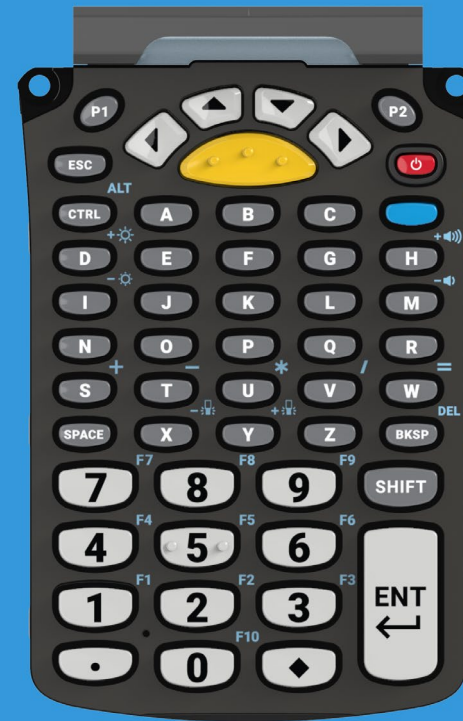 P1 P2
ESC
ALT
CTRL A B C
D E F G H
I J K L M
N O P Q R
+ - * / =
S T U V W
DEL
SPACE X Y Z BKSP
F7 F8 F9
7 8 9 SHIFT
F4 F5 F6
4 5 6
F1 F2 F3
1 2 3 ENT
F10
. 0